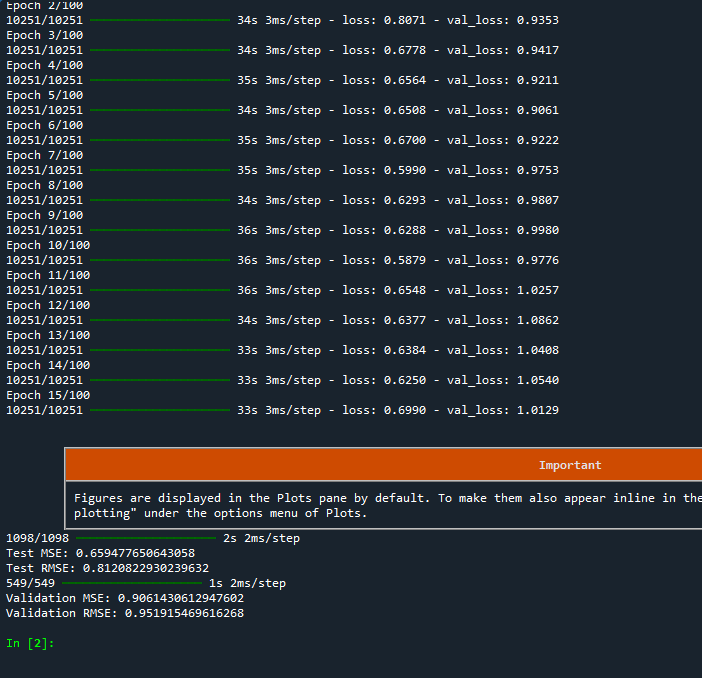 Epoch 2/100
10251/10251 34s 3ms/step - loss: 0.8071 - val_loss: 0.9353
Epoch 3/100
10251/10251 34s 3ms/step - loss: 0.6778 - val_loss: 0.9417
Epoch 4/100
10251/10251 35s 3ms/step - loss: 0.6564 - val_loss: 0.9211
Epoch 5/100
10251/10251 34s 3ms/step - loss: 0.6508 - val_loss: 0.9061
Epoch 6/100
10251/10251 35s 3ms/step - loss: 0.6700 - val_loss: 0.9222
Epoch 7/100
10251/10251 35s 3ms/step - loss: 0.5990 - val_loss: 0.9753
Epoch 8/100
10251/10251 34s 3ms/step - loss: 0.6293 - val_loss: 0.9807
Epoch 9/100
10251/10251 36s 3ms/step - loss: 0.6288 - val_loss: 0.9980
Epoch 10/100
10251/10251 36s 3ms/step - loss: 0.5879 - val_loss: 0.9776
Epoch 11/100
10251/10251 36s 3ms/step - loss: 0.6548 - val_loss: 1.0257
Epoch 12/100
10251/10251 34s 3ms/step - loss: 0.6377 - val_loss: 1.0862
Epoch 13/100
10251/10251 33s 3ms/step - loss: 0.6384 - val_loss: 1.0408
Epoch 14/100
10251/10251 33s 3ms/step - loss: 0.6250 - val_loss: 1.0540
Epoch 15/100
10251/10251 33s 3ms/step - loss: 0.6990 - val_loss: 1.0129
Important
Figures are displayed in the Plots pane by default. To make them also appear inline in the
plotting" under the options menu of Plots.
1098/1098 2s 2ms/step
Test MSE: 0.659477650643058
Test RMSE: 0.8120822930239632
549/549 1s 2ms/step
Validation MSE: 0.9061430612947602
Validation RMSE: 0.951915469616268
In [2]: